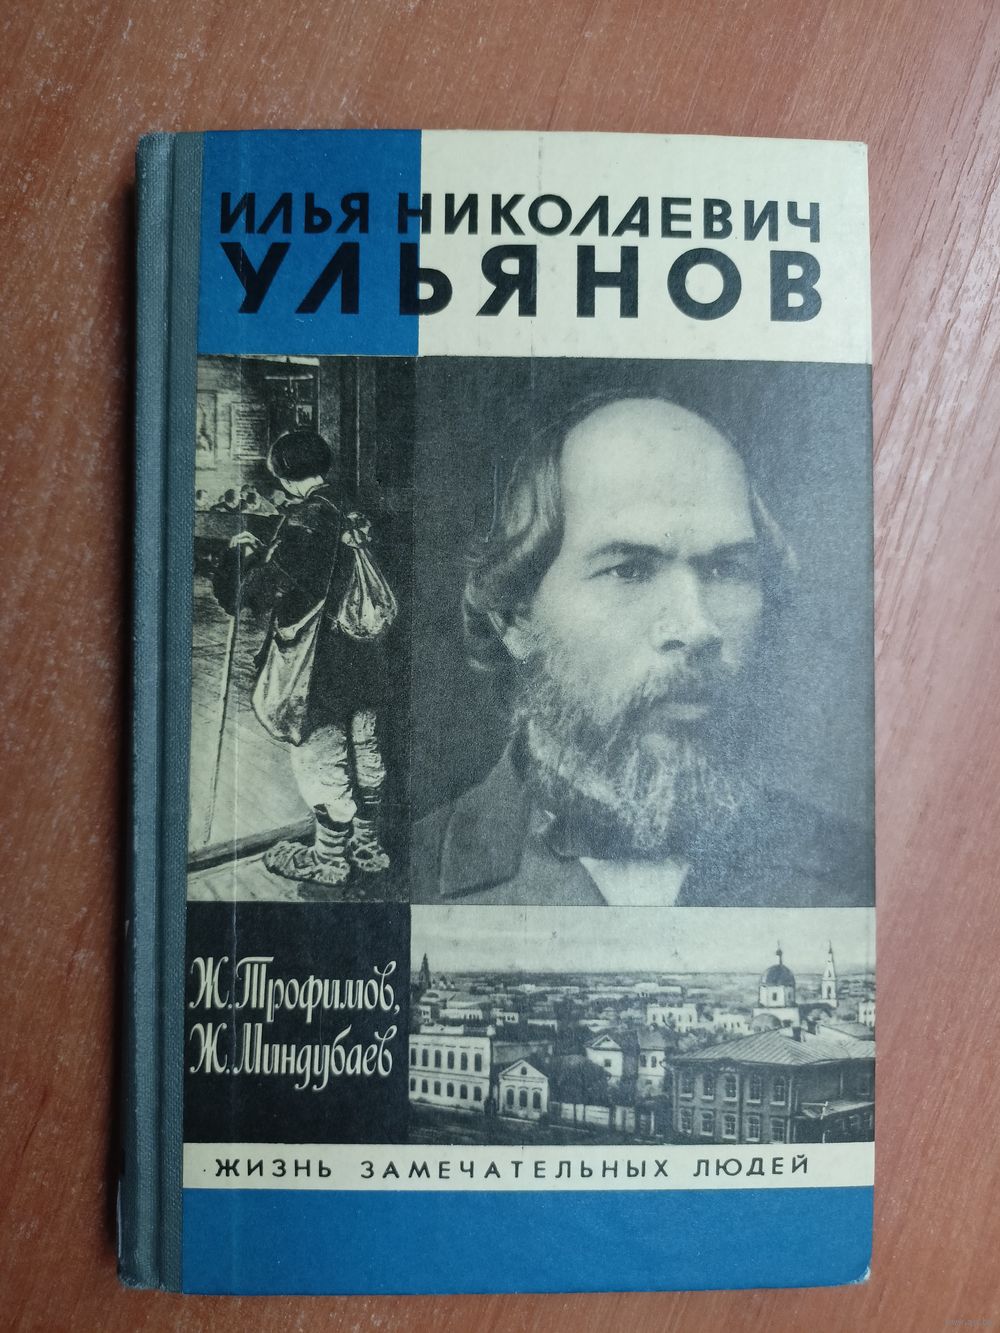 ИЛЬЯ НИКОЛАЕВИЧ
УЛЬЯНОВ
Ж. Трофимов,
Ж. Миндубаев
ЖИЗНЬ ЗАМЕЧАТЕЛЬНЫХ ЛЮДЕЙ